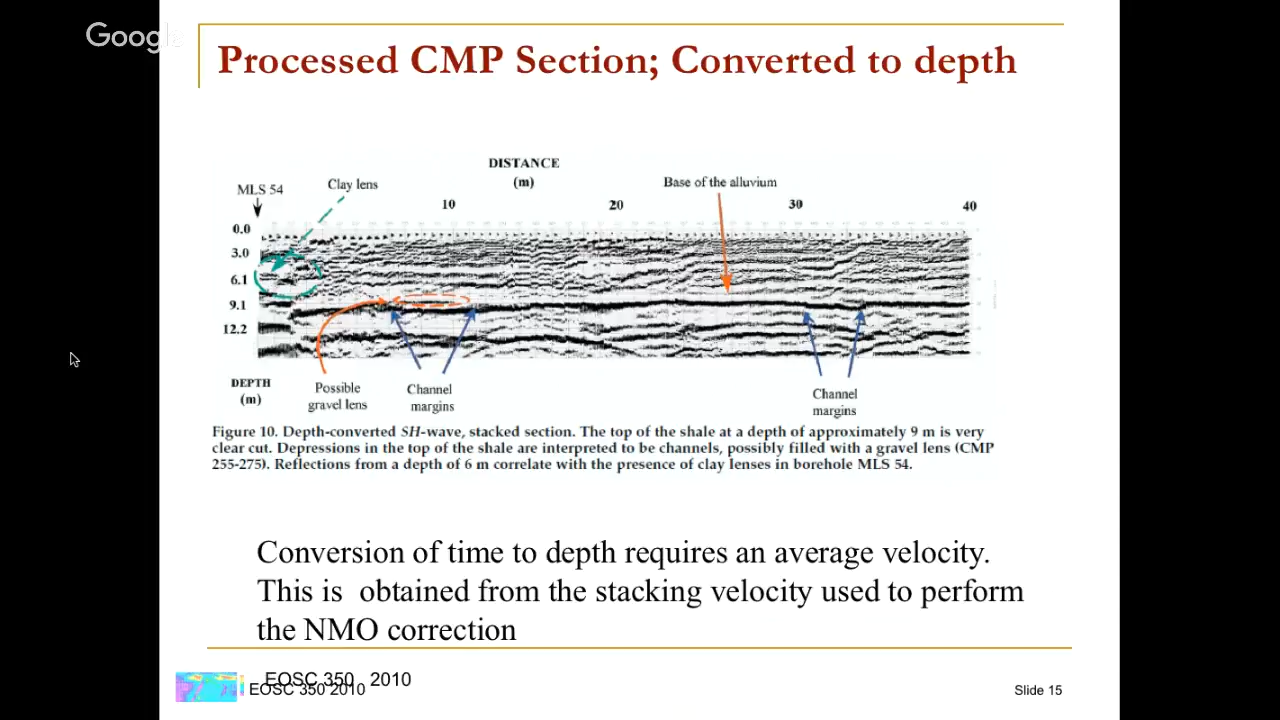 Google
Processed CMP Section; Converted to depth
DISTANCE
(m)
MLS 54
Clay lens
Base of the alluvium
10
20
30
40
0.0
3.0
6.1
9.1
12.2
DEPTH
(m)
Possible
gravel lens
Channel
margins
Channel
margins
Figure 10. Depth-converted SH-wave, stacked section. The top of the shale at a depth of approximately 9 m is very
clear cut. Depressions in the top of the shale are interpreted to be channels, possibly filled with a gravel lens (CMP
255-275). Reflections from a depth of 6 m correlate with the presence of clay lenses in borehole MLS 54.
Conversion of time to depth requires an average velocity.
This is  obtained from the stacking velocity used to perform
the NMO correction
EOSC 350  2010
EOSC 350 2010
Slide 15